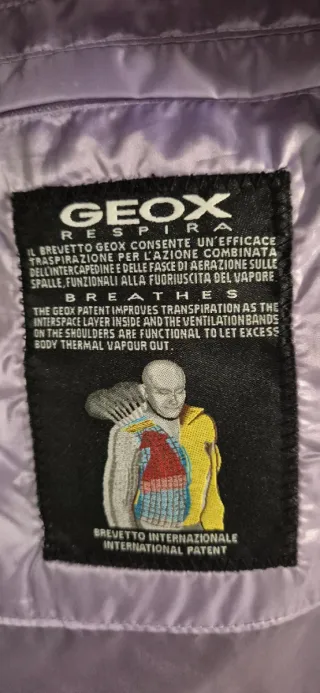 GEOX
RESPIRA
IL BREVETTO GEOX CONSENTE UN'EFFICACE
TRASPIRAZIONE PER L'AZIONE COMBINATA
DELL'INTERCAPEDINE E DELLE FASCE DI AERAZIONE SULLE
SPALLE, FUNZIONALI ALLA FUORIUSCITA DEL VAPORE
BREATHES
THE GEOX PATENT IMPROVES TRANSPIRATION AS THE
INTERSPACE LAYER INSIDE AND THE VENTILATION BANDS
ON THE SHOULDERS ARE FUNCTIONAL TO LET EXCESS
BODY THERMAL VAPOUR OUT.
BREVETTO INTERNAZIONALE
INTERNATIONAL PATENT